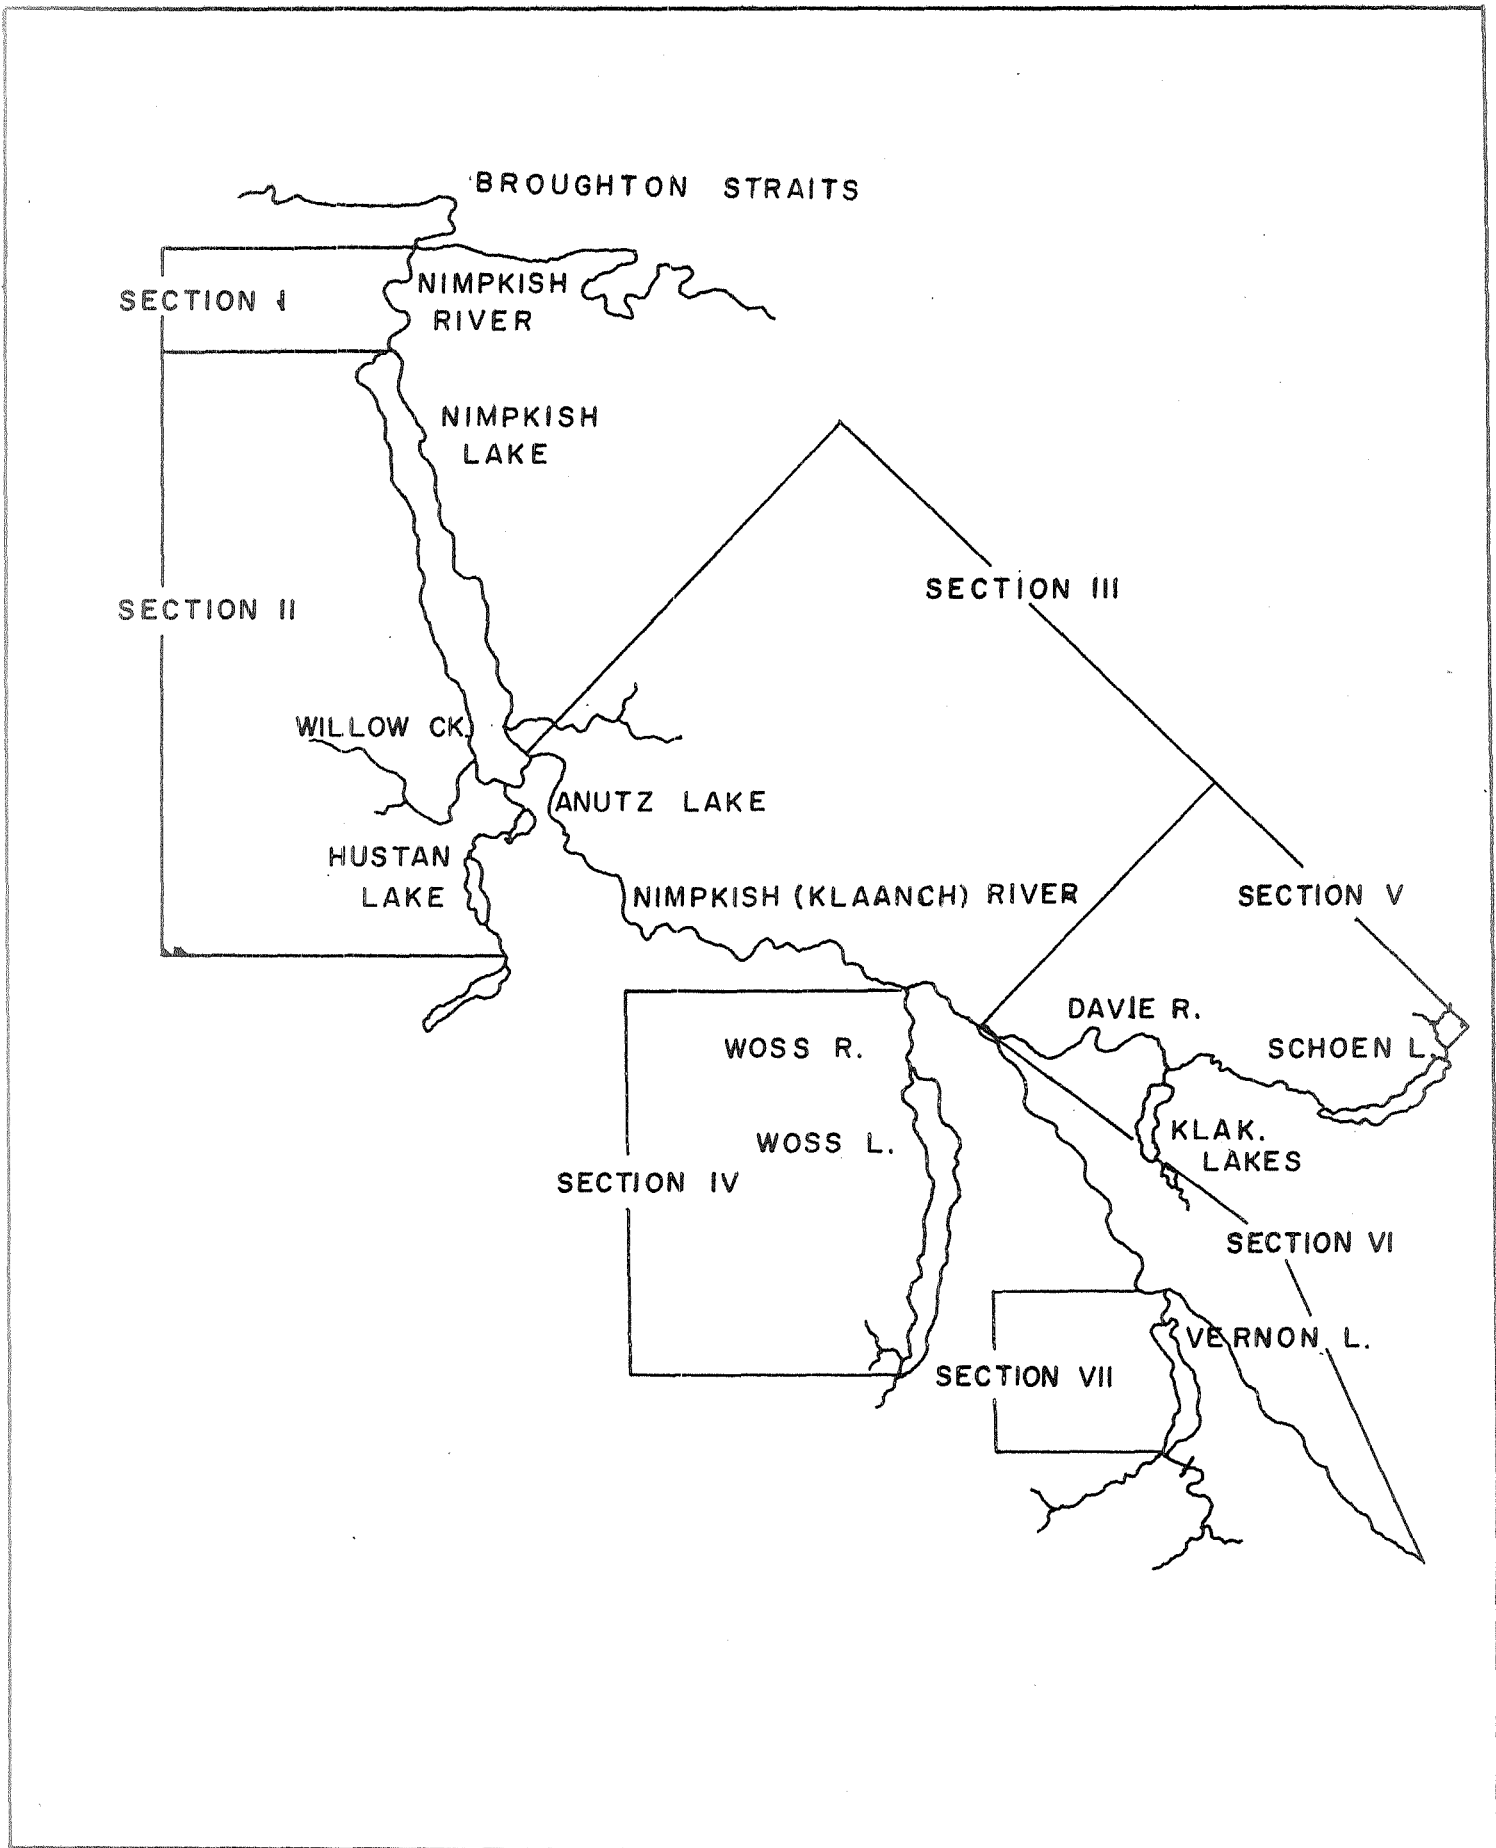 BROUGHTON STRAITS
SECTION I
NIMPKISH
RIVER
NIMPKISH
LAKE
SECTION III
SECTION II
WILLOW CK.
ANUTZ LAKE
HUSTAN
LAKE
NIMPKISH (KLAANCH) RIVER
SECTION V
DAVIE R.
WOSS R.
SCHOEN L.
KLAK.
LAKES
WOSS L.
SECTION IV
SECTION VI
VERNON L.
SECTION VII